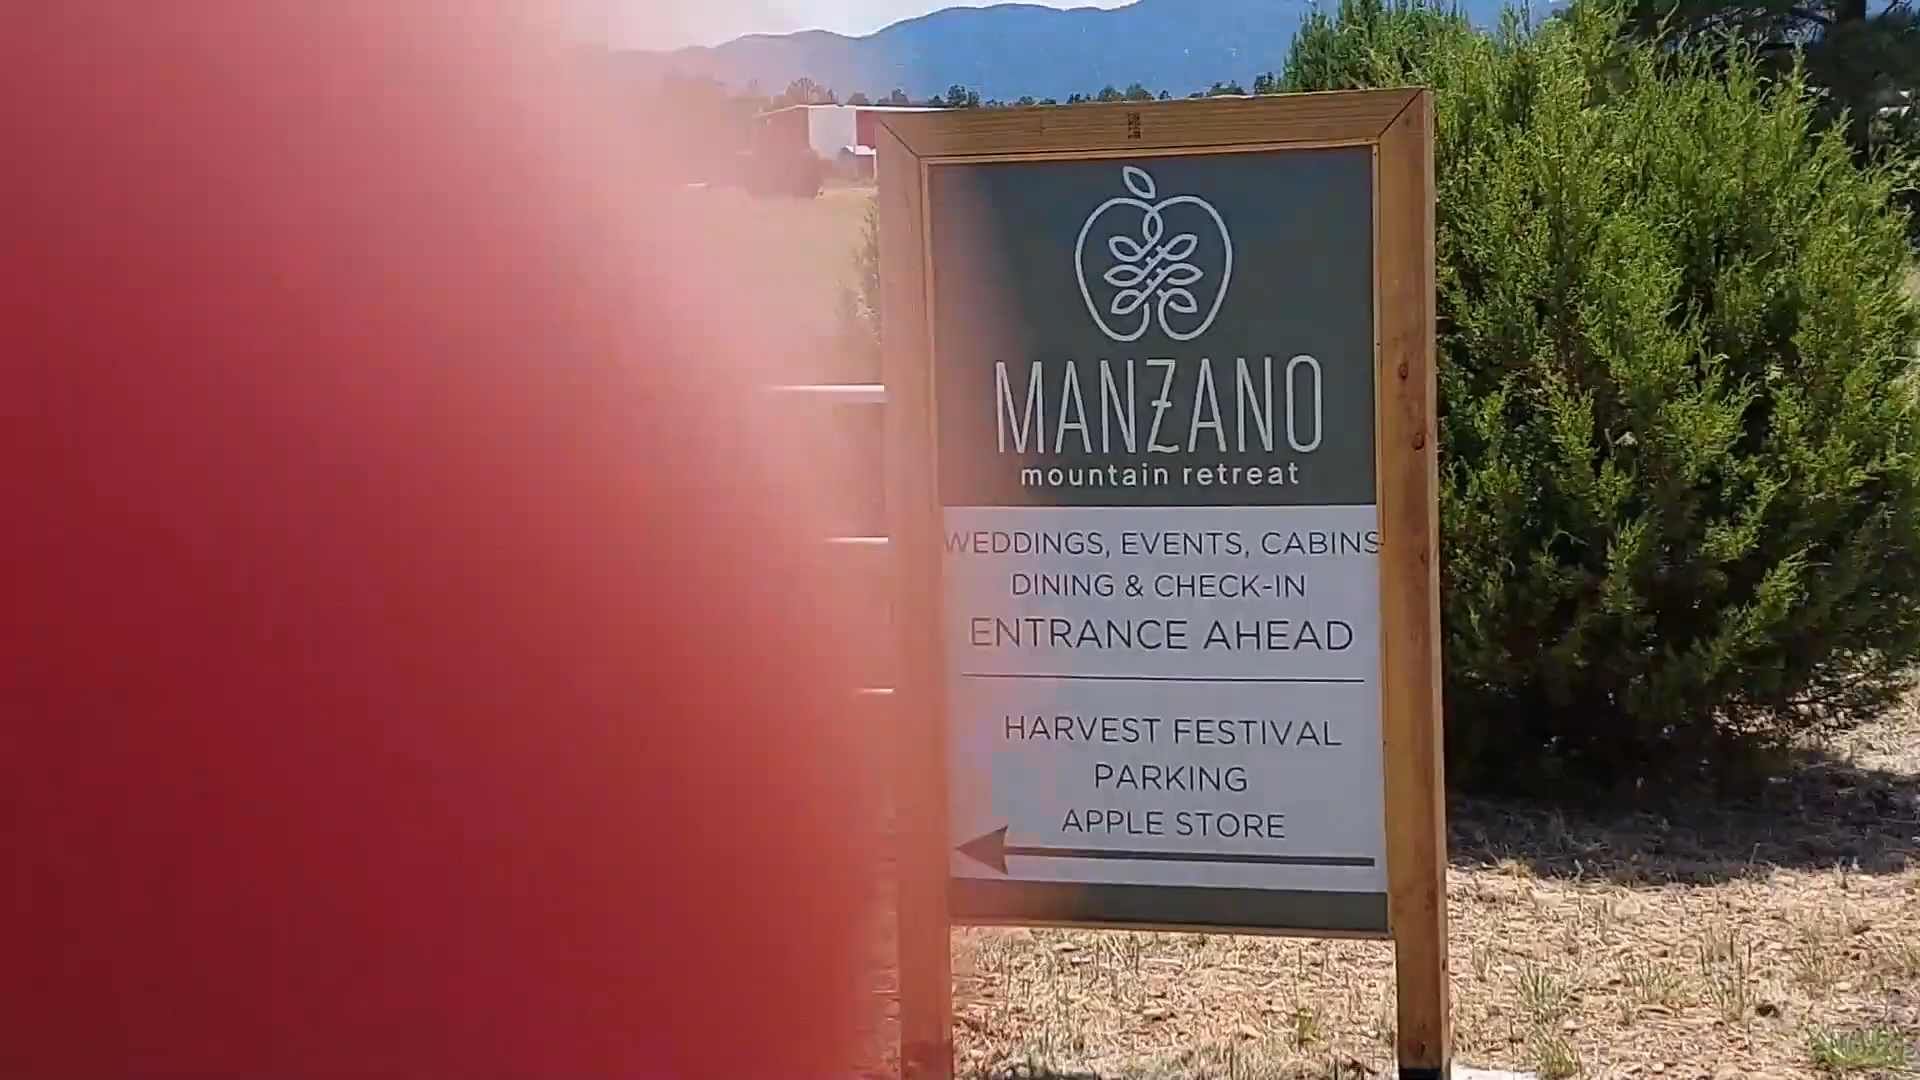 MANZANO
mountain retreat
WEDDINGS, EVENTS, CABINS
DINING & CHECK-IN
ENTRANCE AHEAD
HARVEST FESTIVAL
PARKING
APPLE STORE